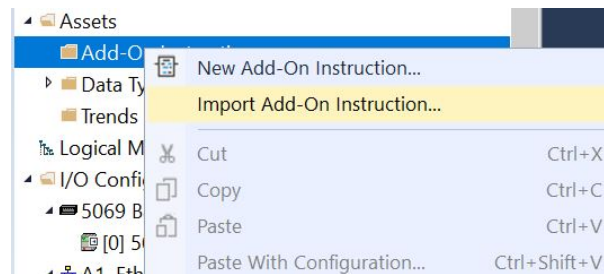 Assets
Add-O
New Add-On Instruction...
Data Ty
Import Add-On Instruction...
Trends
Logical M
Cut Ctrl+X
I/O Confi
Copy Ctrl+C
5069 B
Paste Ctrl+V
[0] 5
Paste With Configuration... Ctrl+Shift+V